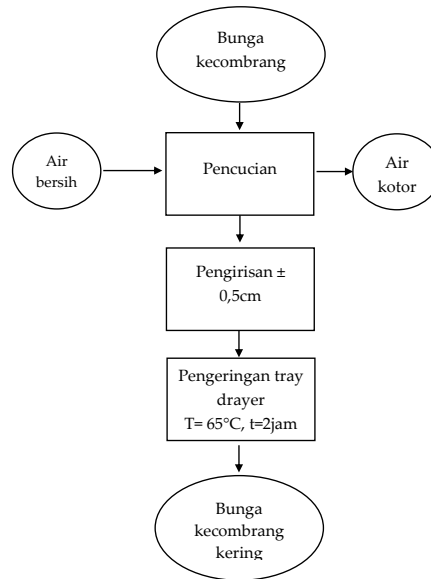 Bunga
kecombrang
Air
bersih
Pencucian
Air
kotor
Pengirisan ±
0,5cm
Pengeringan tray
drayer
T= 65°C, t=2jam
Bunga
kecombrang
kering